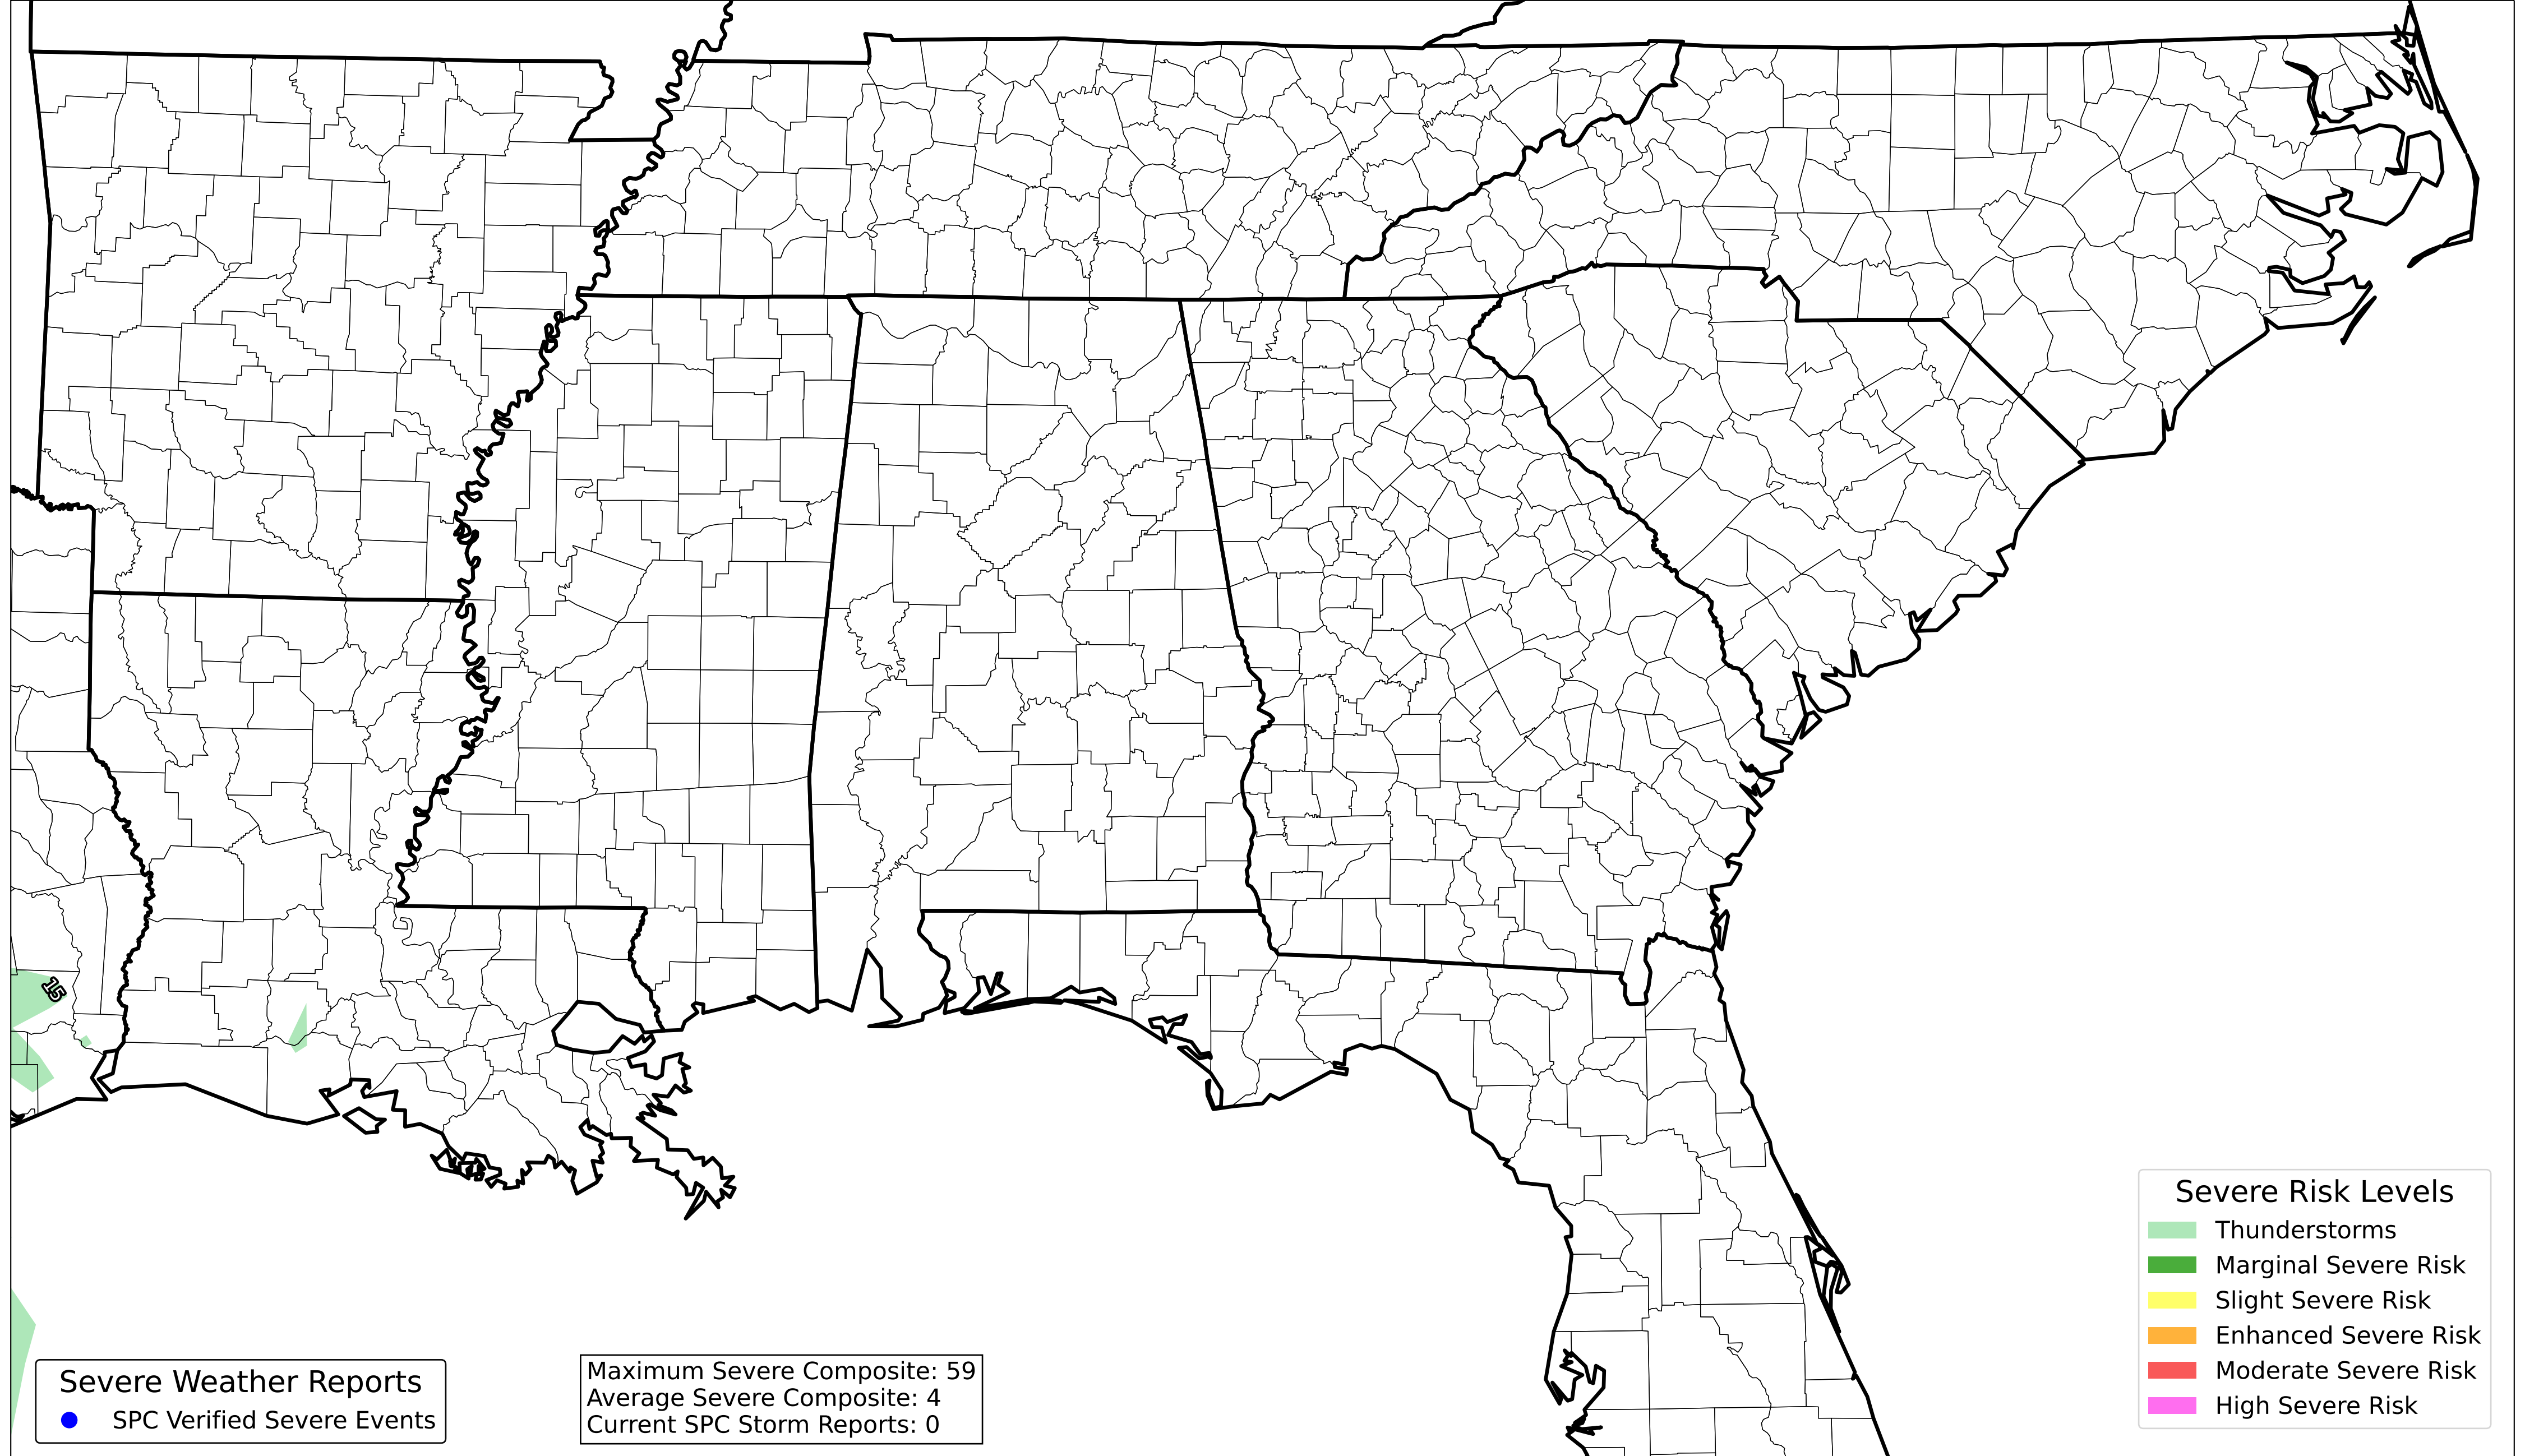 15
Severe Risk Levels
Thunderstorms
Marginal Severe Risk
Slight Severe Risk
Enhanced Severe Risk
Moderate Severe Risk
High Severe Risk
Severe Weather Reports
SPC Verified Severe Events
Maximum Severe Composite: 59
Average Severe Composite: 4
Current SPC Storm Reports: 0